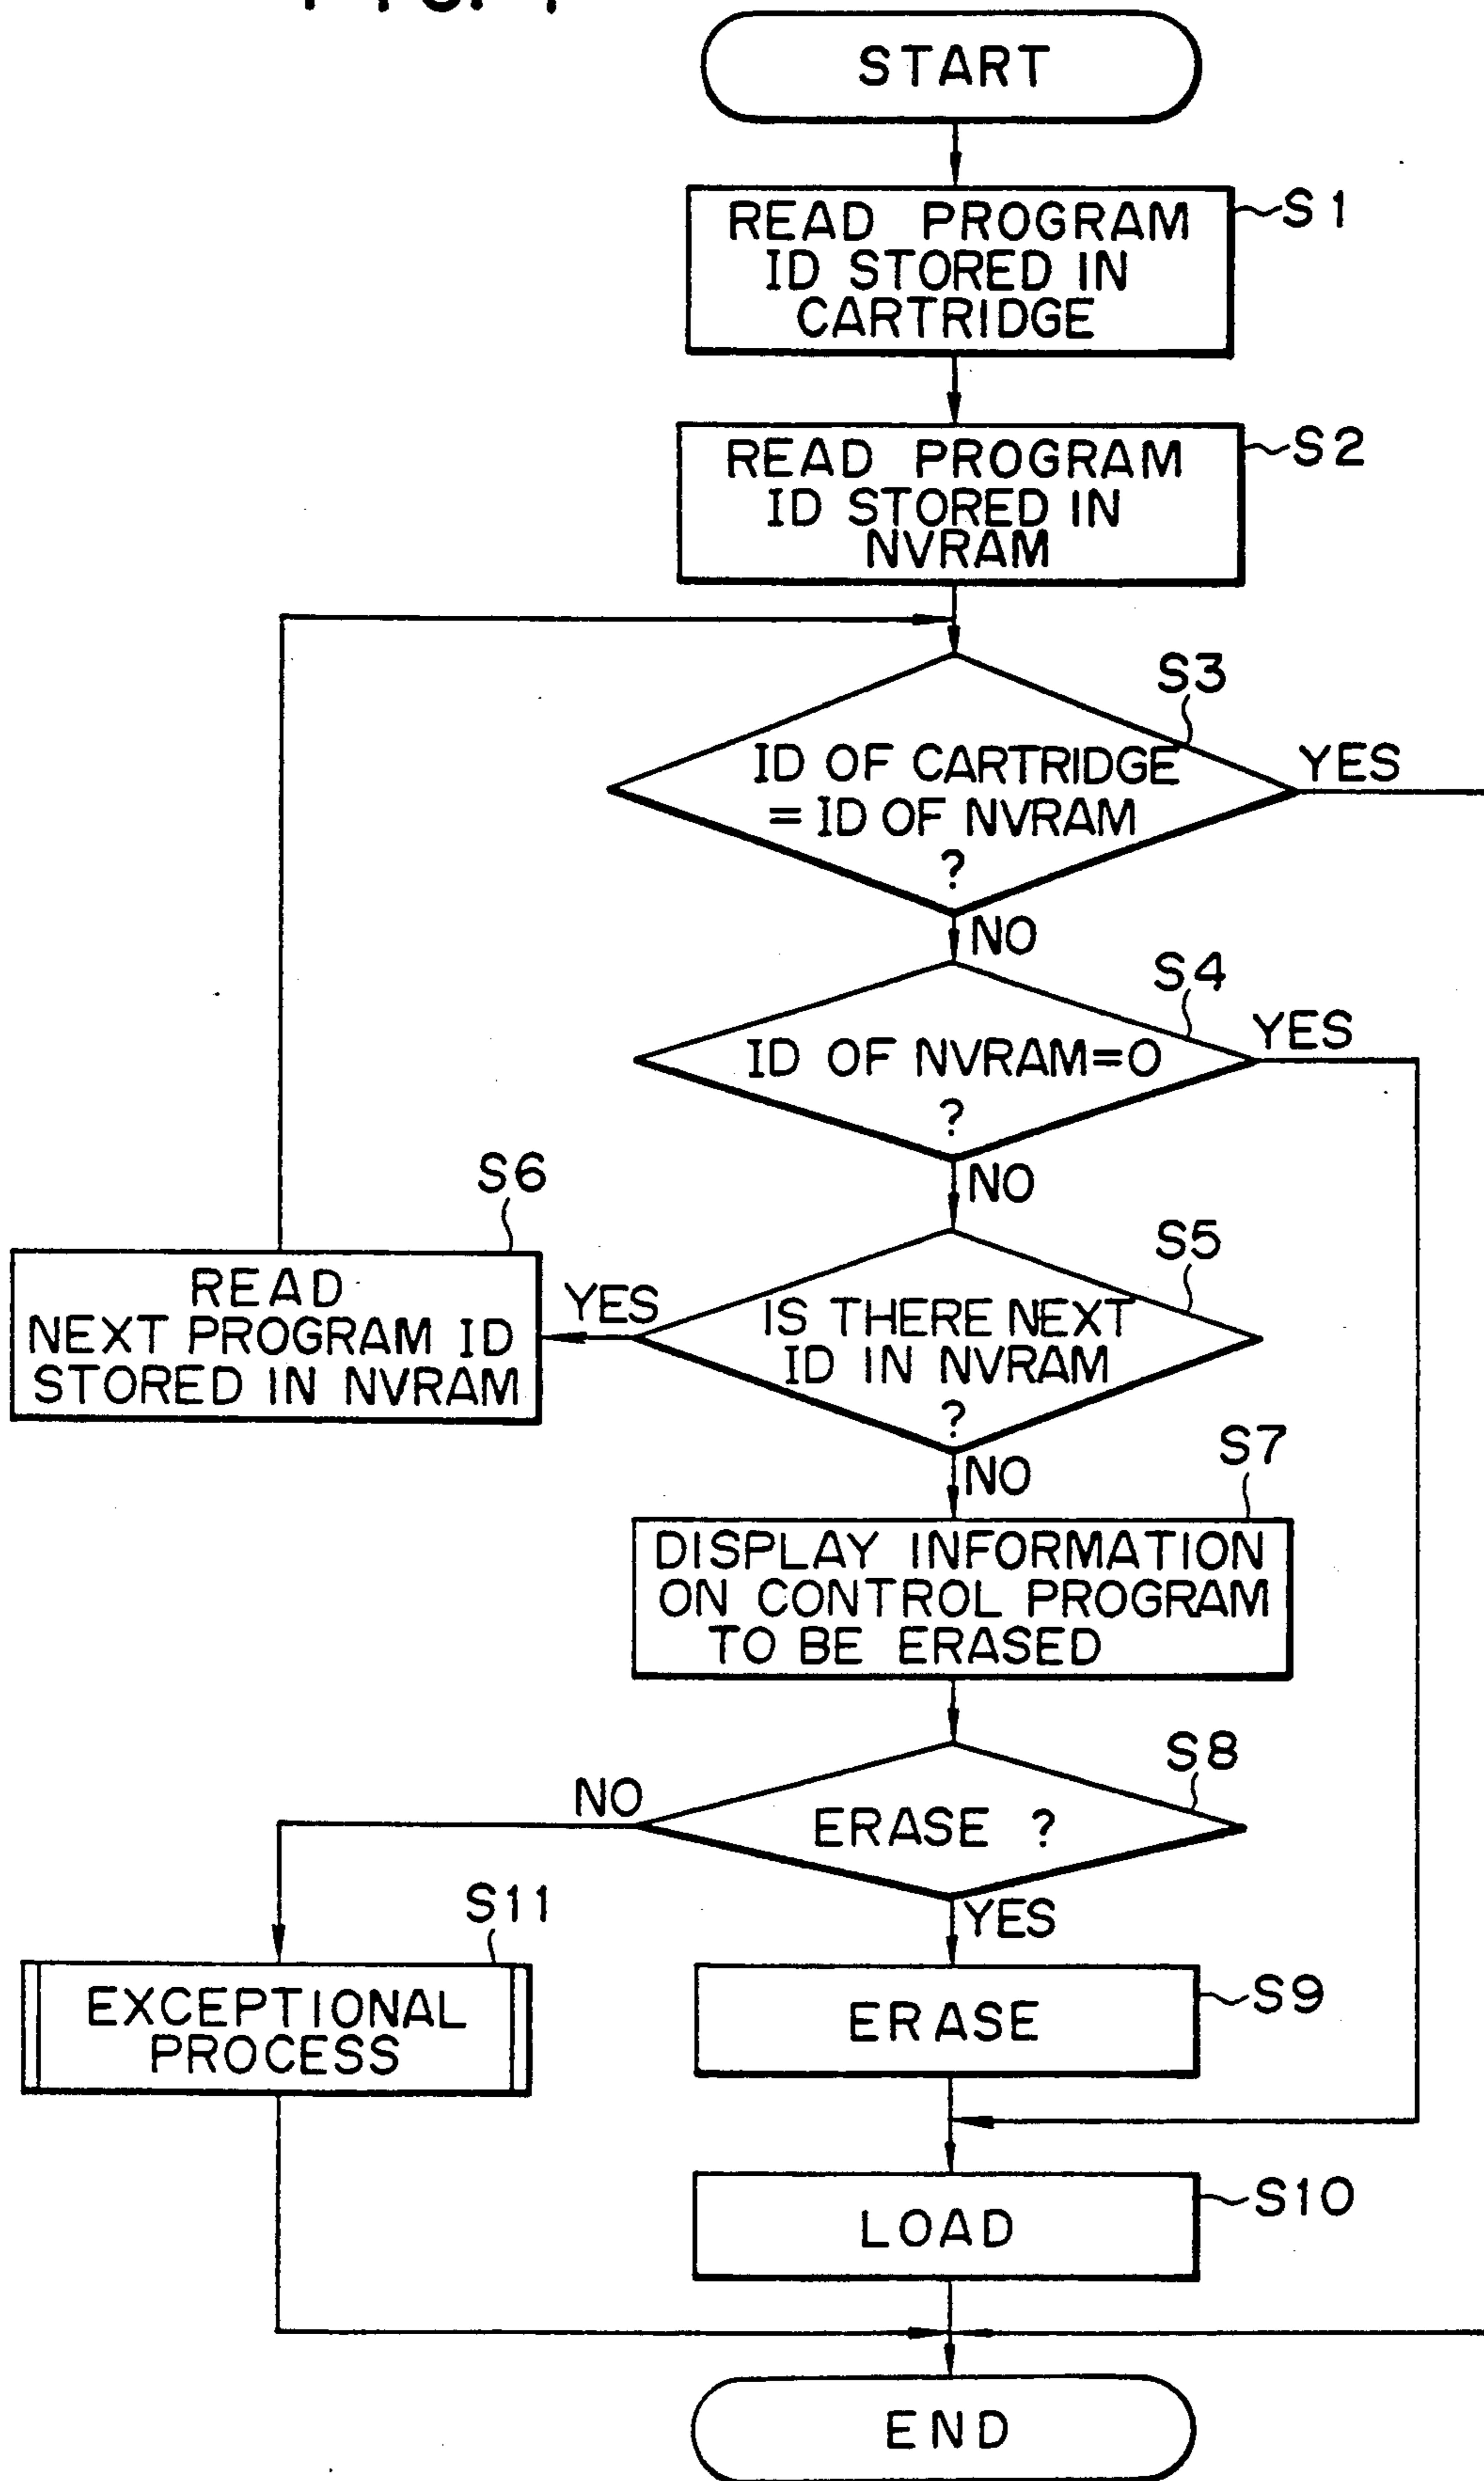 START
READ PROGRAM
ID STORED IN
CARTRIDGE
S1
READ PROGRAM
ID STORED IN
NVRAM
S2
S3
ID OF CARTRIDGE
= ID OF NVRAM
?
YES
NO
S4
ID OF NVRAM=0
?
YES
NO
S6
READ
NEXT PROGRAM ID
STORED IN NVRAM
YES
S5
IS THERE NEXT
ID IN NVRAM
?
NO
S7
DISPLAY INFORMATION
ON CONTROL PROGRAM
TO BE ERASED
S8
NO
ERASE ?
YES
S11
EXCEPTIONAL
PROCESS
ERASE
S9
LOAD
S10
END